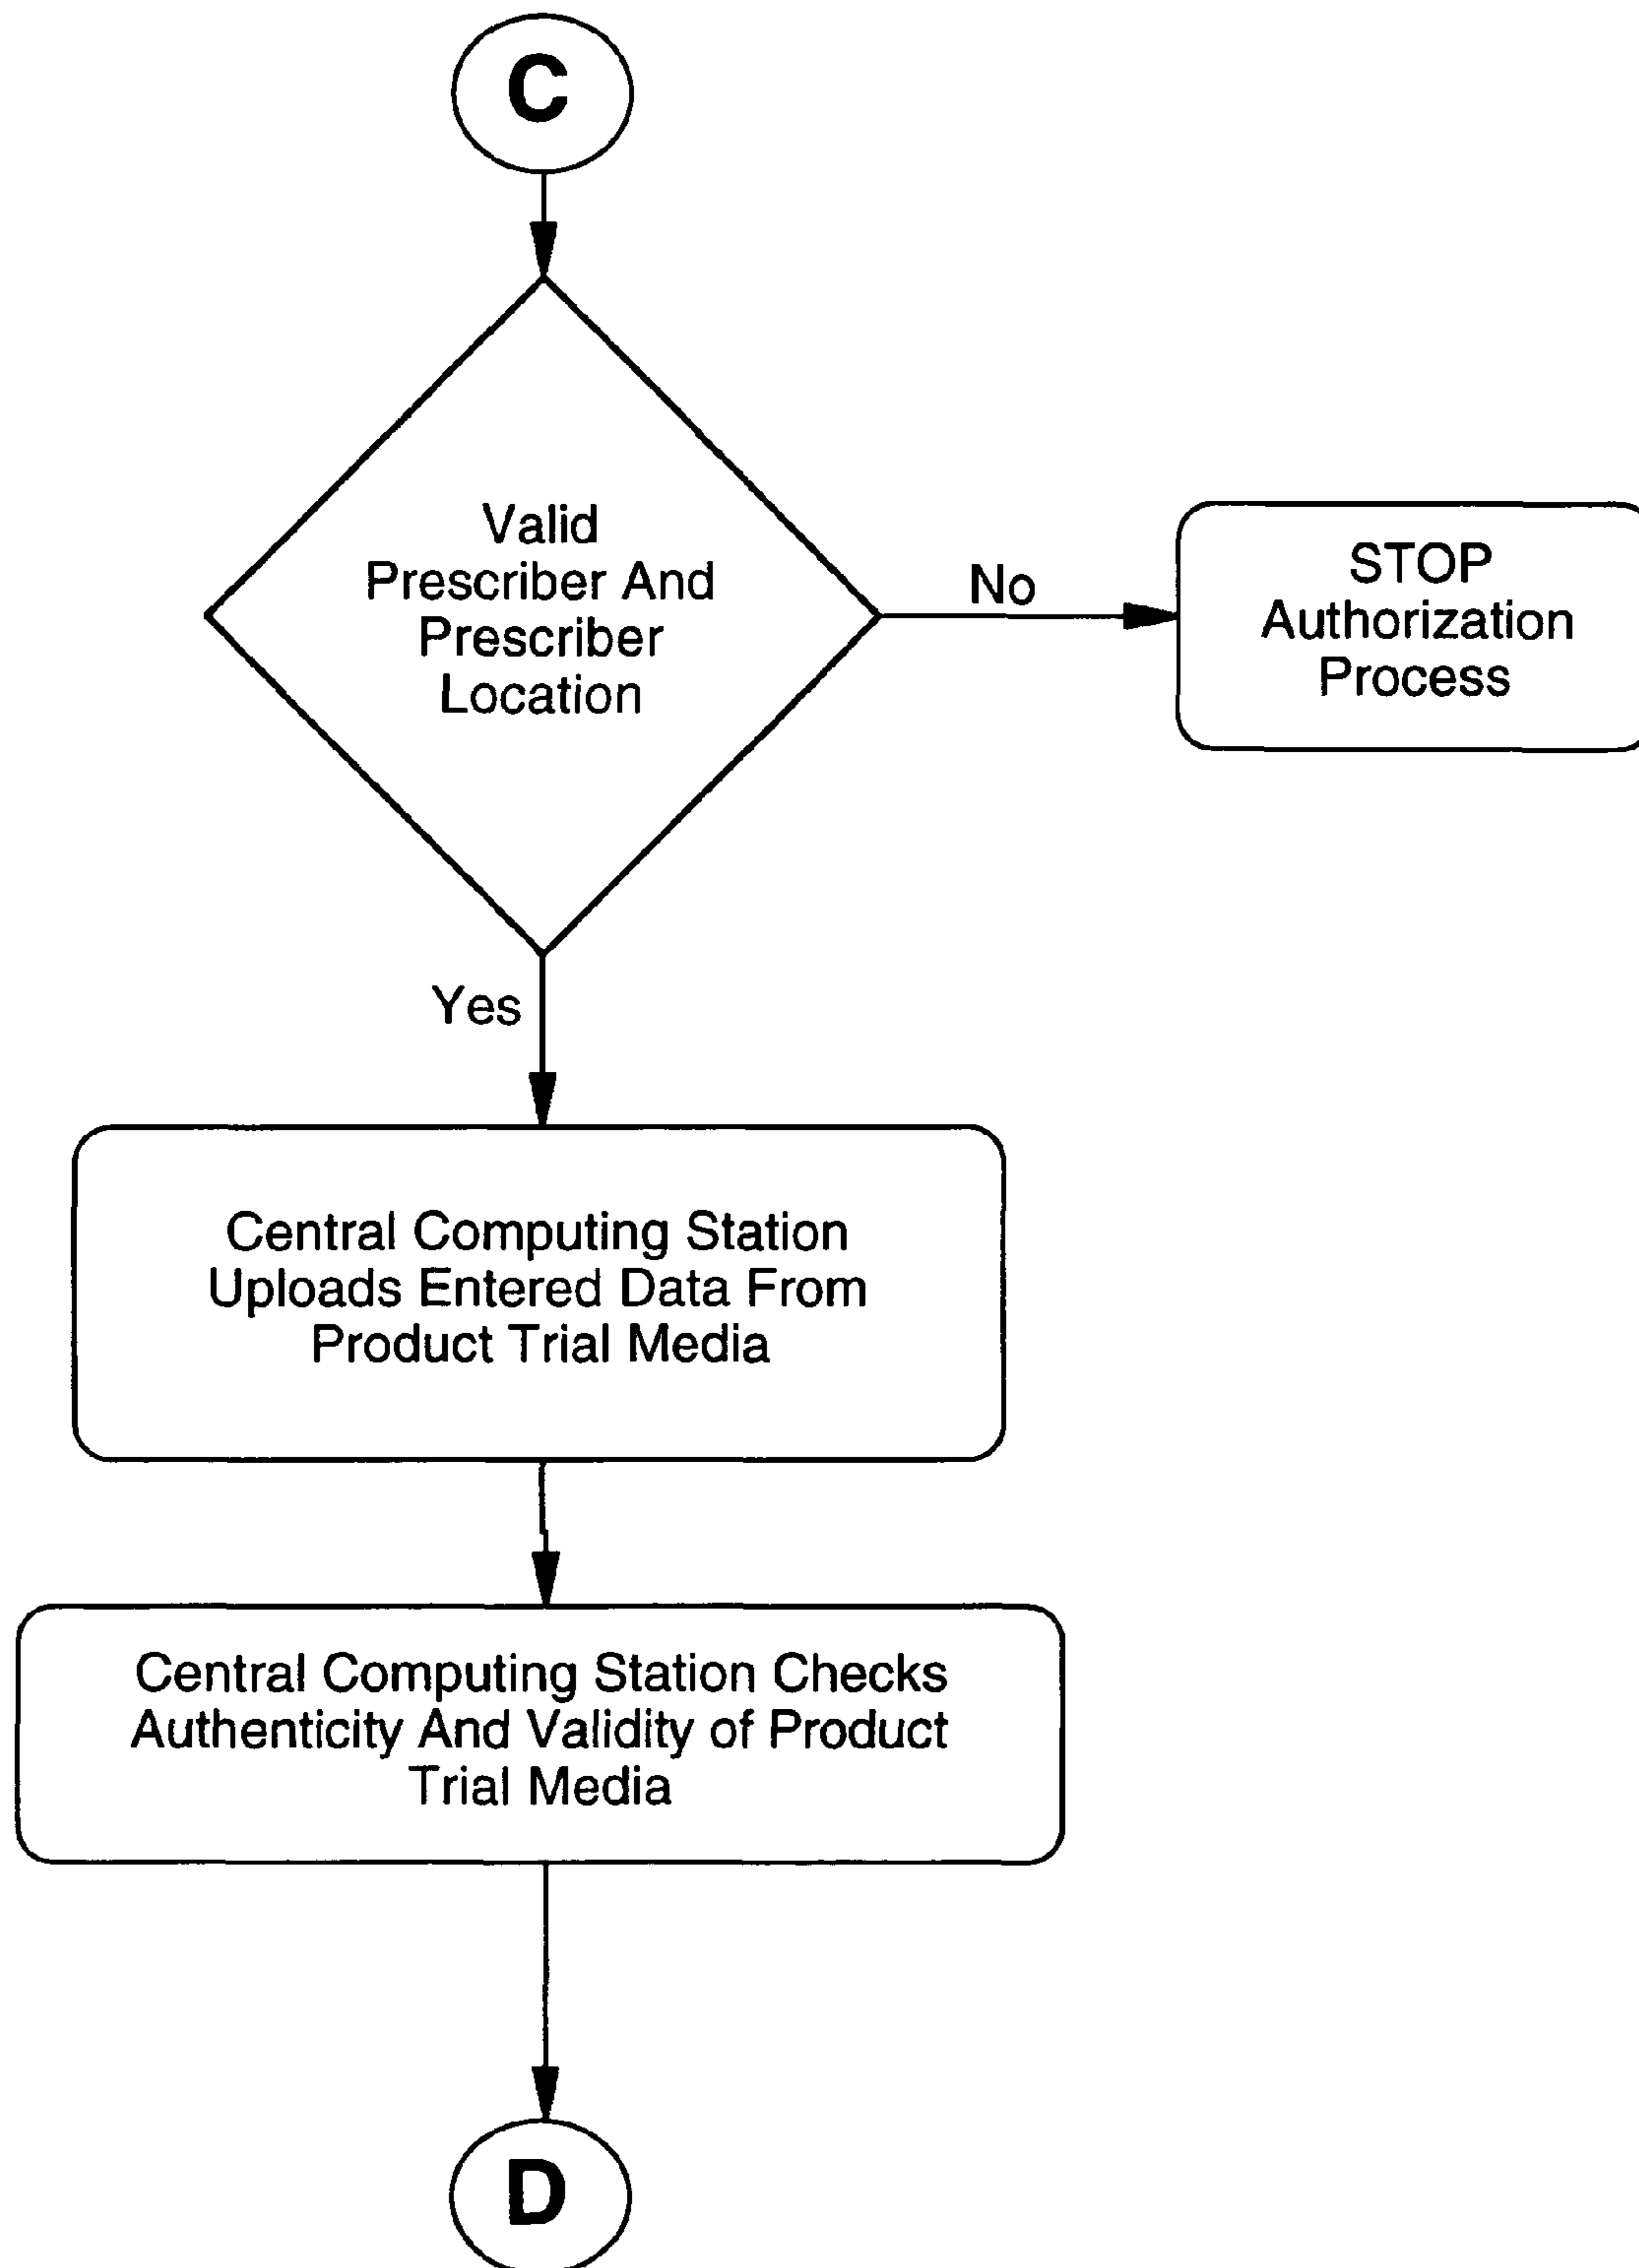 C
Valid
Prescriber And
Prescriber
Location
No
STOP
Authorization
Process
Yes
Central Computing Station
Uploads Entered Data From
Product Trial Media
Central Computing Station Checks
Authenticity And Validity of Product
Trial Media
D